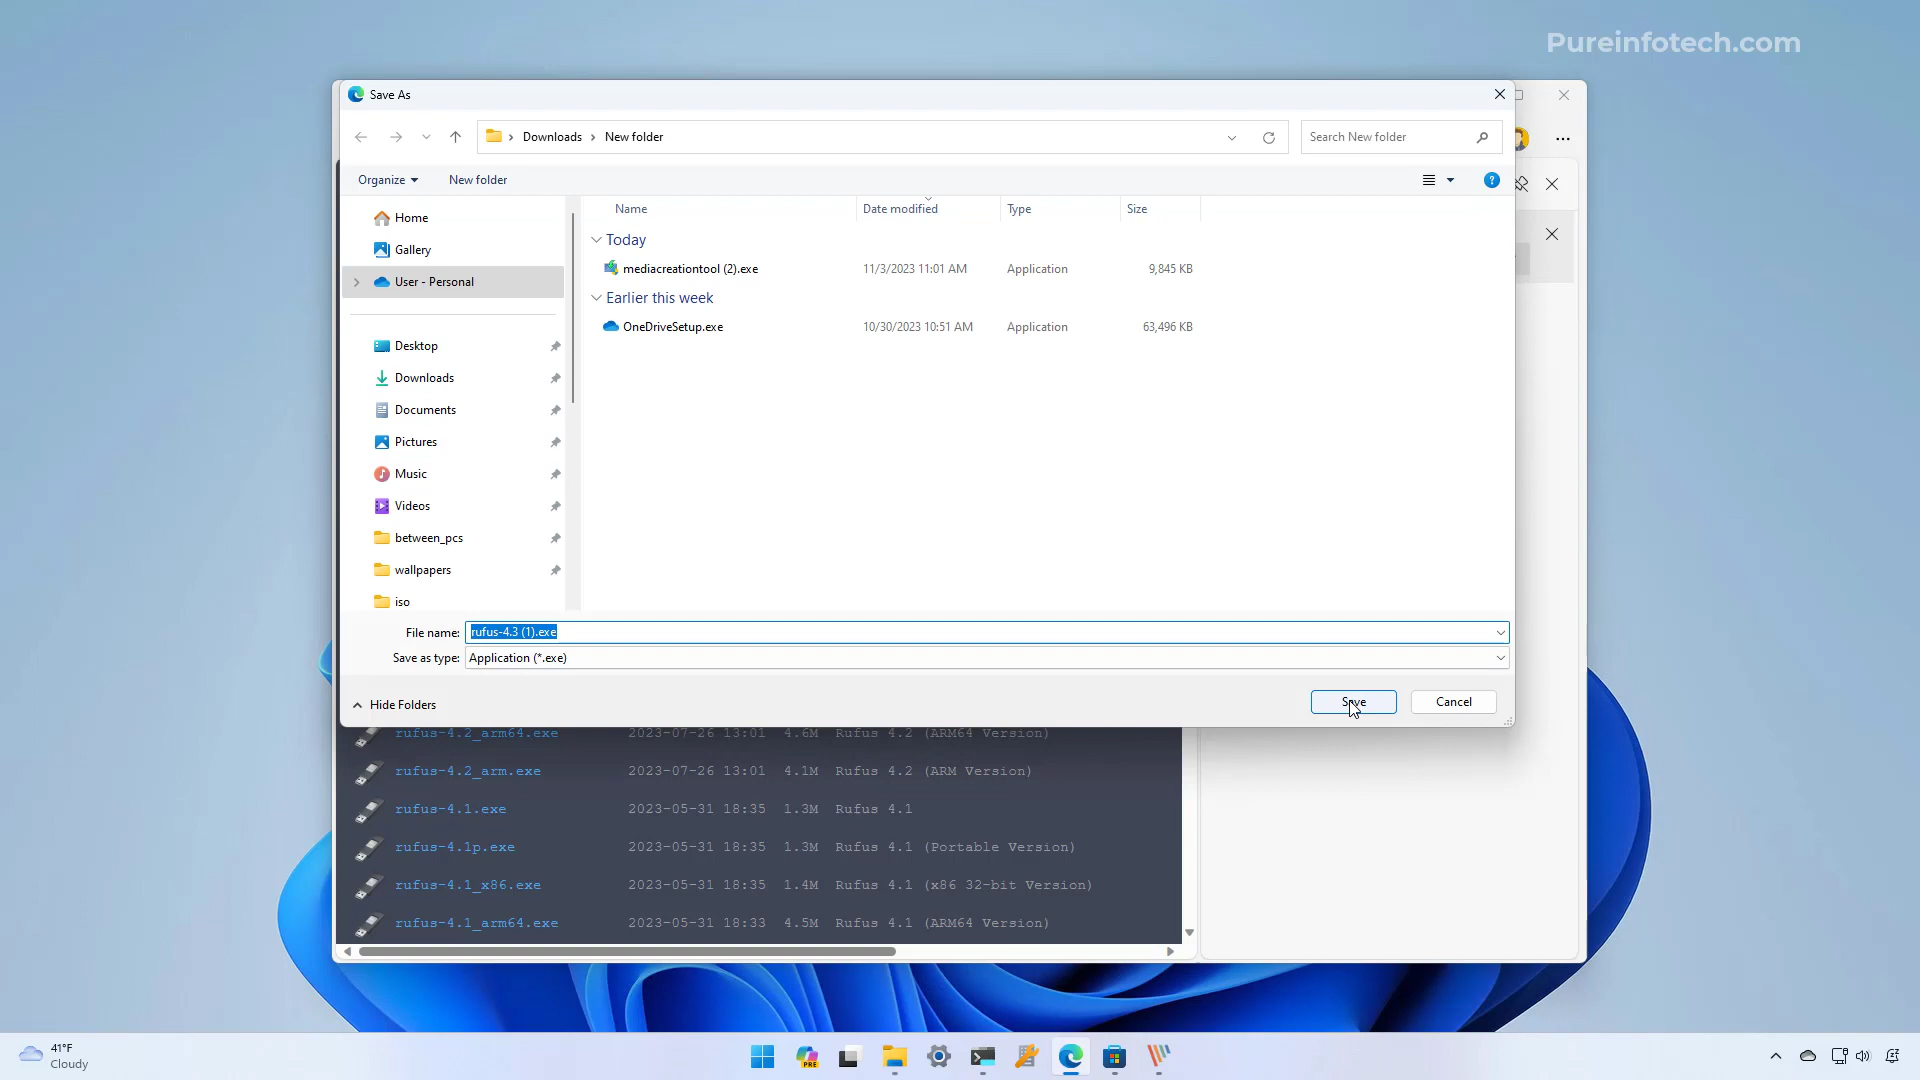 Pureinfotech.com
Save As
Downloads > New folder
Search New folder
Organize
New folder
Name Date modified Type Size
Home
Gallery
User - Personal
Desktop
Downloads
Documents
Pictures
Music
Videos
between_pcs
wallpapers
iso
Today
mediacreationtool (2).exe 11/3/2023 11:01 AM Application 9,845 KB
Earlier this week
OneDriveSetup.exe 10/30/2023 10:51 AM Application 63,496 KB
File name: rufus-4.3 (1).exe
Save as type: Application (*.exe)
Hide Folders
Save
Cancel
rufus-4.2_arm64.exe 2023-07-26 13:01 4.6M Rufus 4.2 (ARM64 Version)
rufus-4.2_arm.exe 2023-07-26 13:01 4.1M Rufus 4.2 (ARM Version)
rufus-4.1.exe 2023-05-31 18:35 1.3M Rufus 4.1
rufus-4.1p.exe 2023-05-31 18:35 1.3M Rufus 4.1 (Portable Version)
rufus-4.1_x86.exe 2023-05-31 18:35 1.4M Rufus 4.1 (x86 32-bit Version)
rufus-4.1_arm64.exe 2023-05-31 18:33 4.5M Rufus 4.1 (ARM64 Version)
41°F
Cloudy
PRE